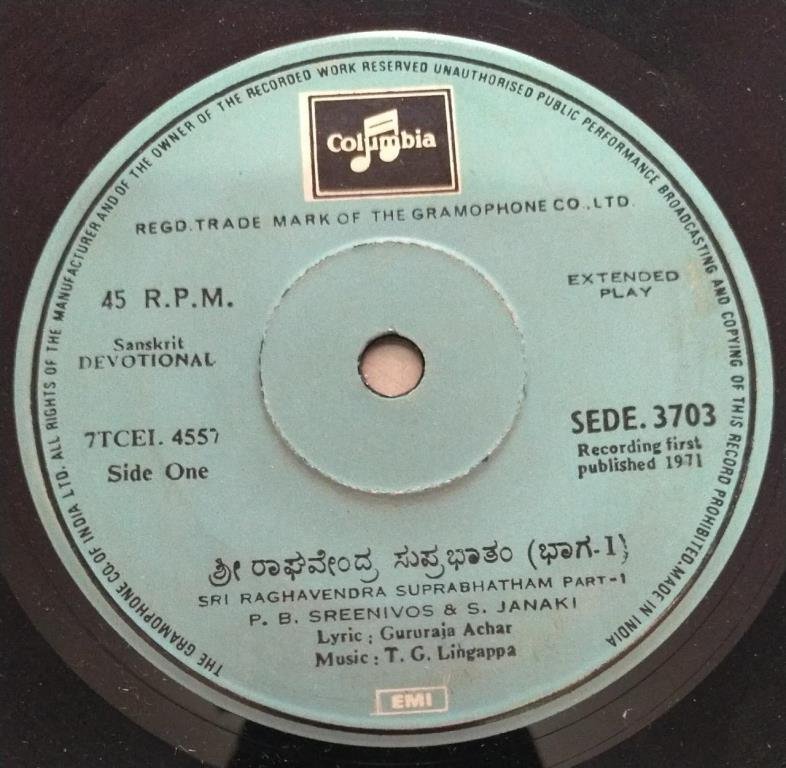 THE GRAMOPHONE CO. OF INDIA LTD. ALL RIGHTS OF THE MANUFACTURER AND OF THE OWNER OF THE RECORDED WORK RESERVED UNAUTHORISED PUBLIC PERFORMANCE BROADCASTING AND COPYING OF THIS RECORD PROHIBITED. MADE IN INDIA
Columbia
REGD. TRADE MARK OF THE GRAMOPHONE CO., LTD.
45 R.P.M.
EXTENDED
PLAY
Sanskrit
DEVOTIONAL
7TCEI. 4557
Side One
SEDE. 3703
Recording first
published 1971
ಶ್ರೀ ರಾಘವೇಂದ್ರ ಸುಪ್ರಭಾತಂ (ಭಾಗ-1)
SRI RAGHAVENDRA SUPRABHATHAM PART-1
P. B. SREENIVOS & S. JANAKI
Lyric : Gururaja Achar
Music : T. G. Lingappa
EMI